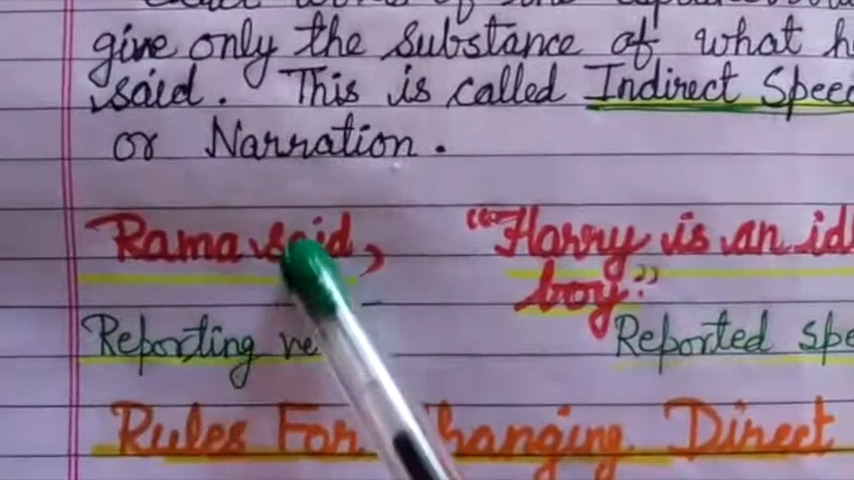 give only the substance of what h
said. This is called Indirect Spee
or Narration.
Rama said, "Harry is an id
boy."
Reporting ve
Reported spe
Rules For Changing Direct